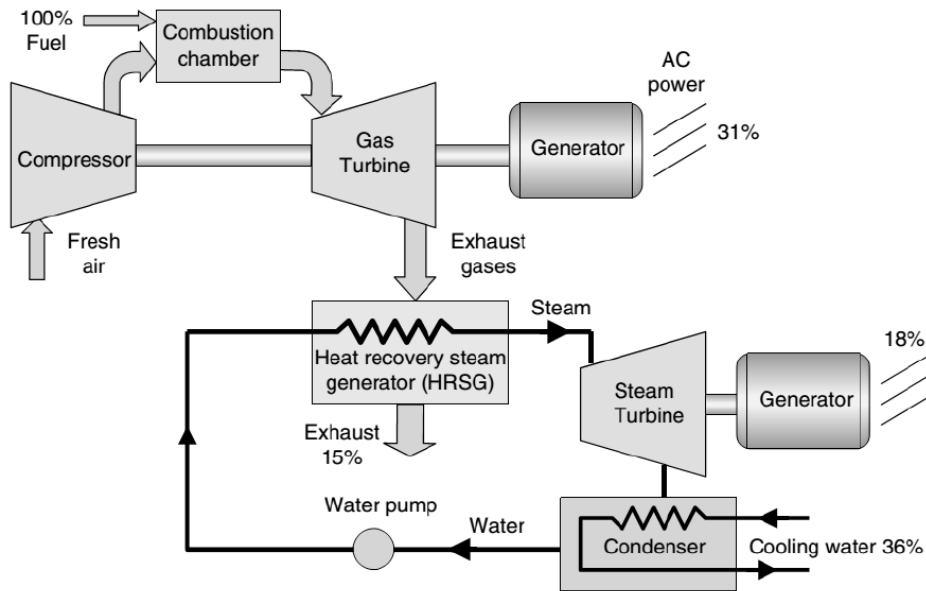 100%
Fuel
Combustion
chamber
AC
power
31%
Compressor
Gas
Turbine
Generator
Fresh
air
Exhaust
gases
Steam
Heat recovery steam
generator (HRSG)
18%
Steam
Turbine
Generator
Exhaust
15%
Water pump
Water
Condenser
Cooling water 36%